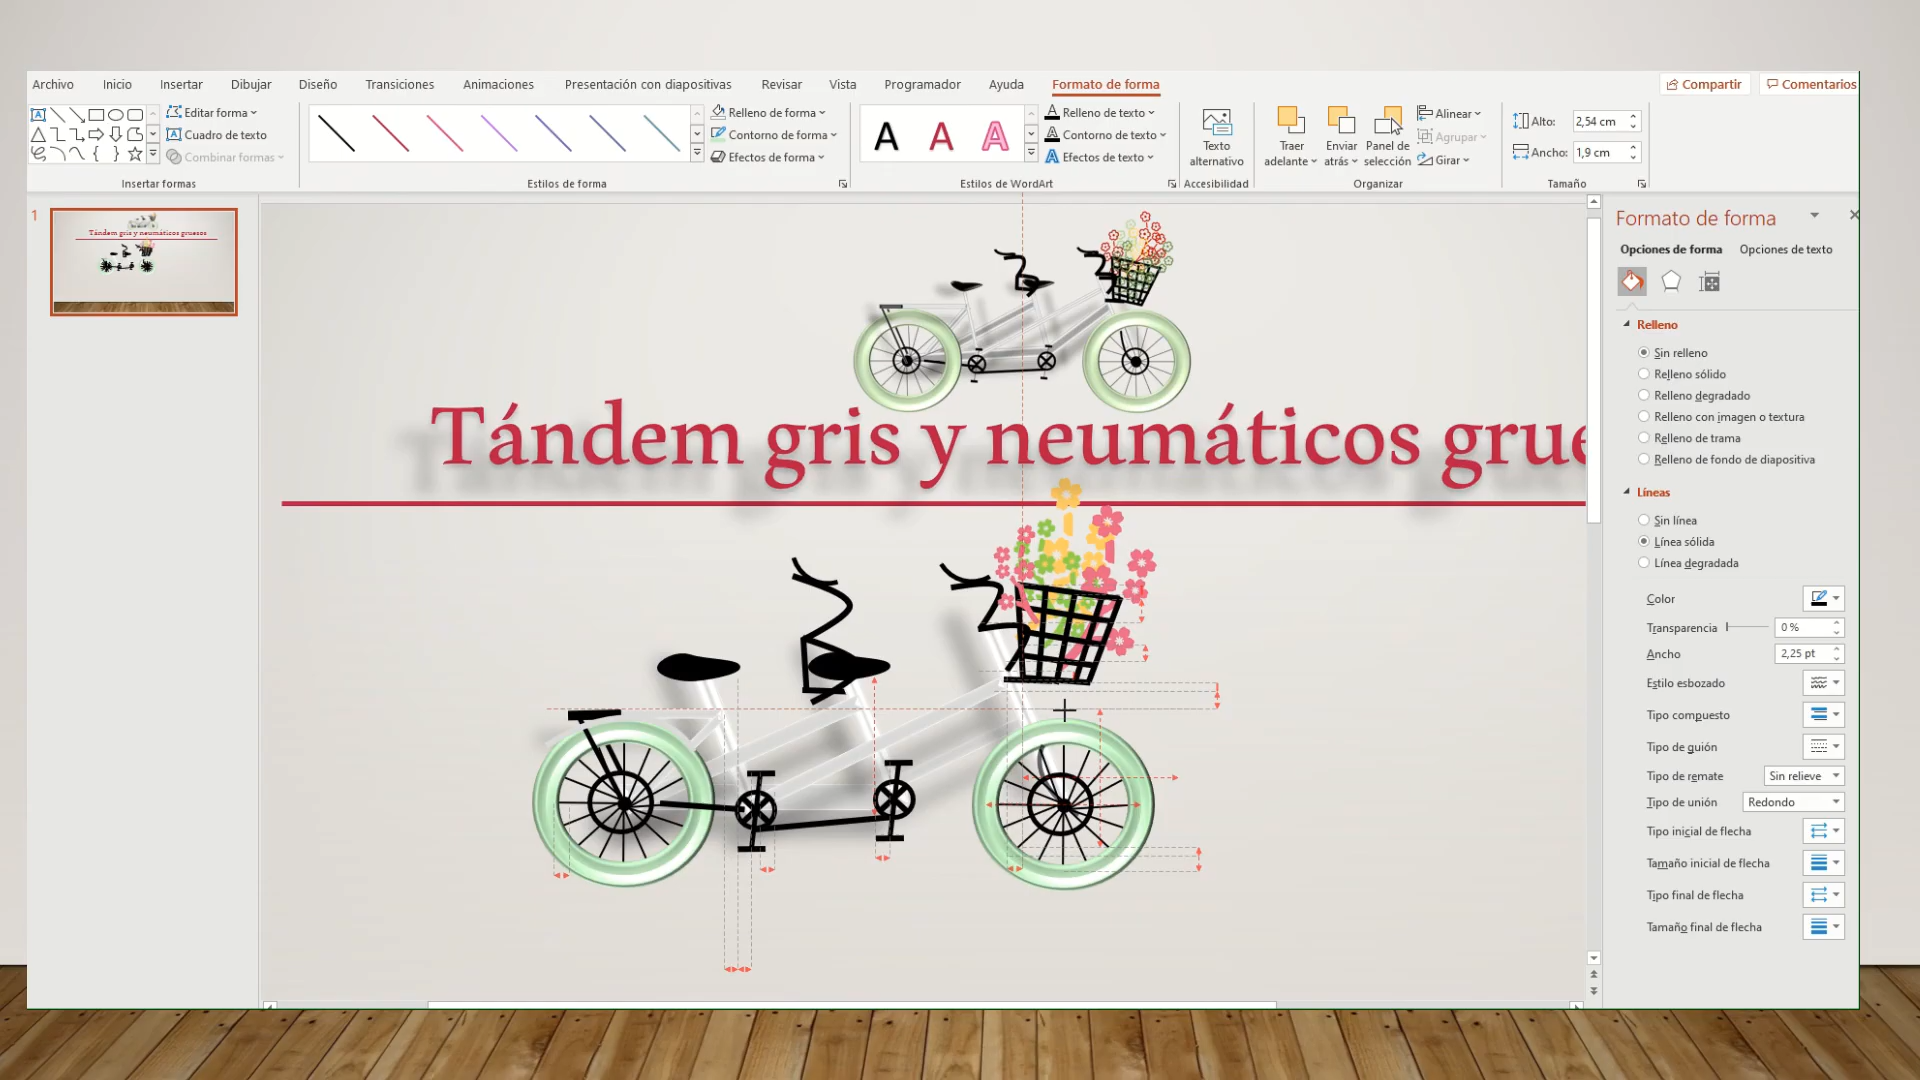 Archivo Inicio Insertar Dibujar Diseño Transiciones Animaciones Presentación con diapositivas Revisar Vista Programador Ayuda Formato de forma Compartir Comentarios
Editar forma
Cuadro de texto
Combinar formas
Insertar formas
Relleno de forma
Contorno de forma
Efectos de forma
Estilos de forma
A A A
Relleno de texto
Contorno de texto
Efectos de texto
Estilos de WordArt
Texto
alternativo
Accesibilidad
Traer
adelante
Enviar
atrás
Panel de
selección
Alinear
Agrupar
Girar
Organizar
Alto: 2,54 cm
Ancho: 1,9 cm
Tamaño
1
Tándem gris y neumáticos gruesos
Tándem gris y neumáticos grue
Formato de forma
Opciones de forma Opciones de texto
Relleno
Sin relleno
Relleno sólido
Relleno degradado
Relleno con imagen o textura
Relleno de trama
Relleno de fondo de diapositiva
Líneas
Sin línea
Línea sólida
Línea degradada
Color
Transparencia 0 %
Ancho 2,25 pt
Estilo esbozado
Tipo compuesto
Tipo de guión
Tipo de remate Sin relieve
Tipo de unión Redondo
Tipo inicial de flecha
Tamaño inicial de flecha
Tipo final de flecha
Tamaño final de flecha